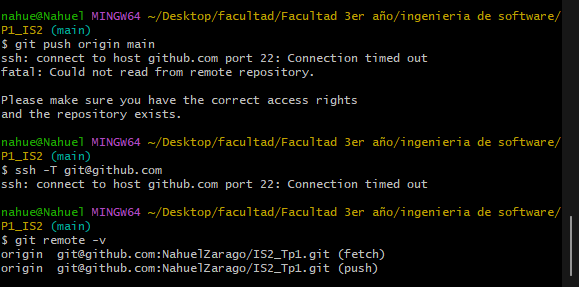 nahue@Nahuel MINGW64 ~/Desktop/facultad/Facultad 3er año/ingenieria de software/
P1_IS2 (main)
$ git push origin main
ssh: connect to host github.com port 22: Connection timed out
fatal: Could not read from remote repository.

Please make sure you have the correct access rights
and the repository exists.

nahue@Nahuel MINGW64 ~/Desktop/facultad/Facultad 3er año/ingenieria de software/
P1_IS2 (main)
$ ssh -T git@github.com
ssh: connect to host github.com port 22: Connection timed out

nahue@Nahuel MINGW64 ~/Desktop/facultad/Facultad 3er año/ingenieria de software/
P1_IS2 (main)
$ git remote -v
origin  git@github.com:NahuelZarago/IS2_Tp1.git (fetch)
origin  git@github.com:NahuelZarago/IS2_Tp1.git (push)